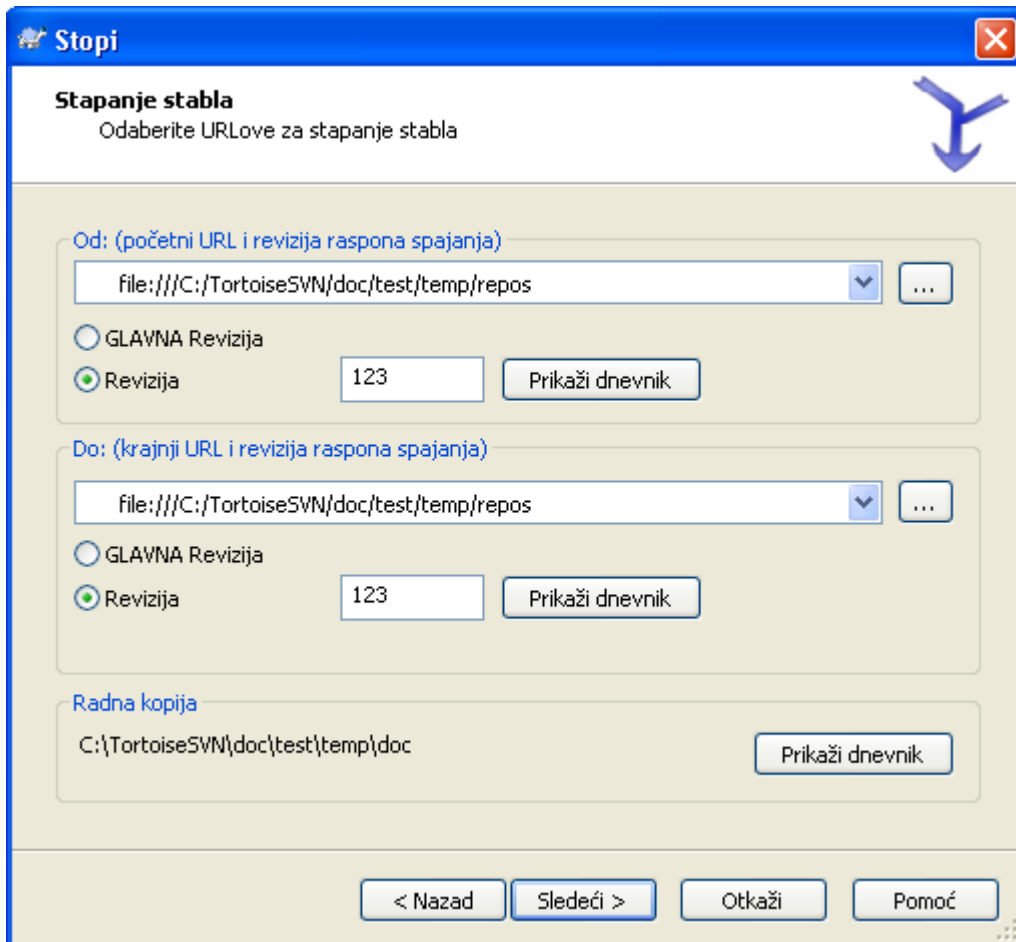 Stopi
Stapanje stabla
Odaberite URLove za stapanje stabla
Od: (početni URL i revizija raspona spajanja)
file:///C:/TortoiseSVN/doc/test/temp/repos
...
GLAVNA Revizija
Revizija 123 Prikaži dnevnik
Do: (krajnji URL i revizija raspona spajanja)
file:///C:/TortoiseSVN/doc/test/temp/repos
...
GLAVNA Revizija
Revizija 123 Prikaži dnevnik
Radna kopija
C:\TortoiseSVN\doc\test\temp\doc Prikaži dnevnik
< Nazad Sledeći > Otkaži Pomoć